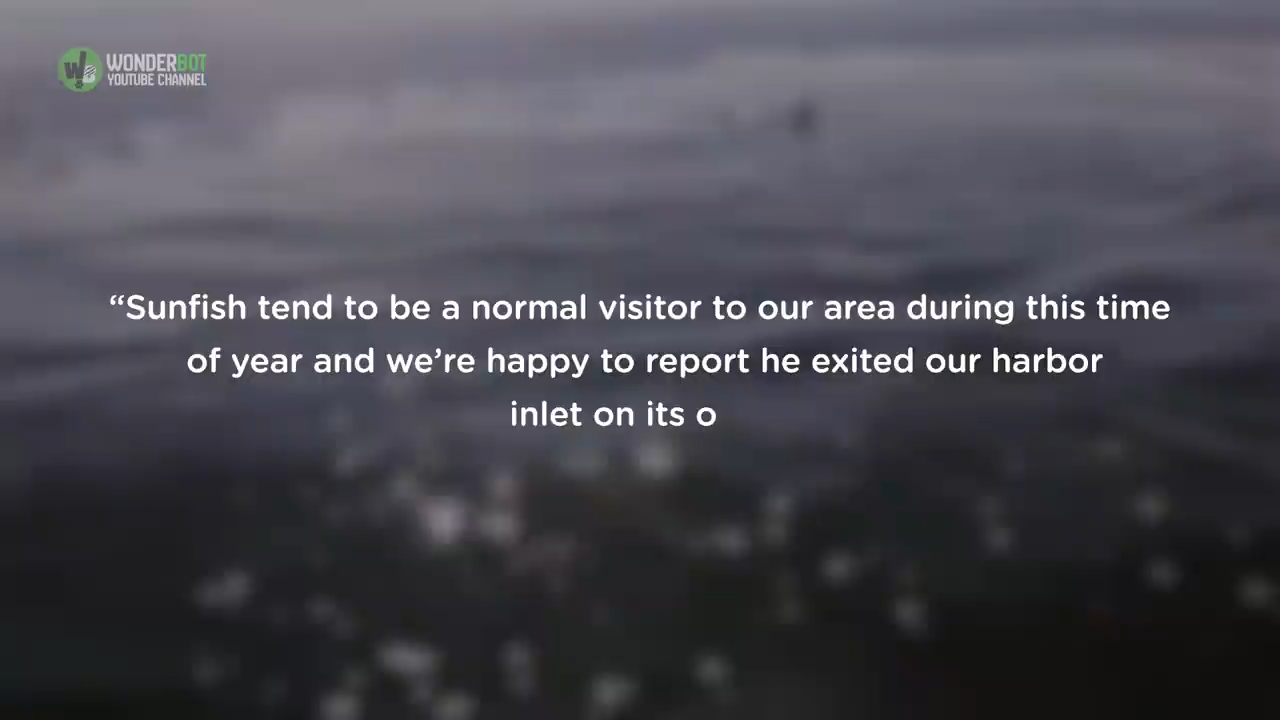 WONDERBOT
YOUTUBE CHANNEL
“Sunfish tend to be a normal visitor to our area during this time
of year and we’re happy to report he exited our harbor
inlet on its o